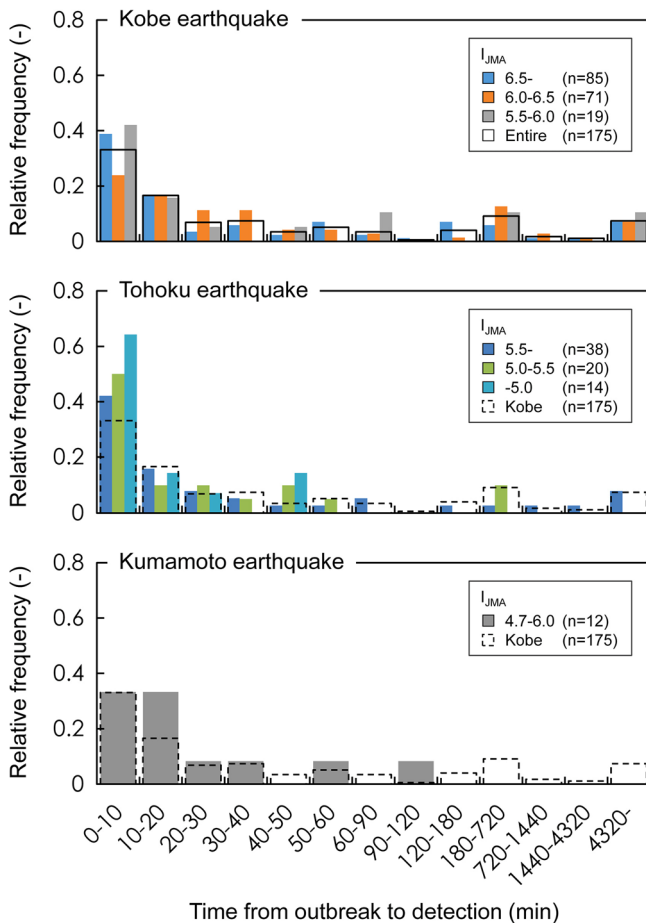 Kobe earthquake
Relative frequency (-)
0.8
0.6
0.4
0.2
0
I_JMA
6.5- (n=85)
6.0-6.5 (n=71)
5.5-6.0 (n=19)
Entire (n=175)
Tohoku earthquake
Relative frequency (-)
0.8
0.6
0.4
0.2
0
I_JMA
5.5- (n=38)
5.0-5.5 (n=20)
-5.0 (n=14)
Kobe (n=175)
Kumamoto earthquake
Relative frequency (-)
0.8
0.6
0.4
0.2
0
I_JMA
4.7-6.0 (n=12)
Kobe (n=175)
0-10
10-20
20-30
30-40
40-50
50-60
60-90
90-120
120-180
180-720
720-1440
1440-4320
4320-
Time from outbreak to detection (min)